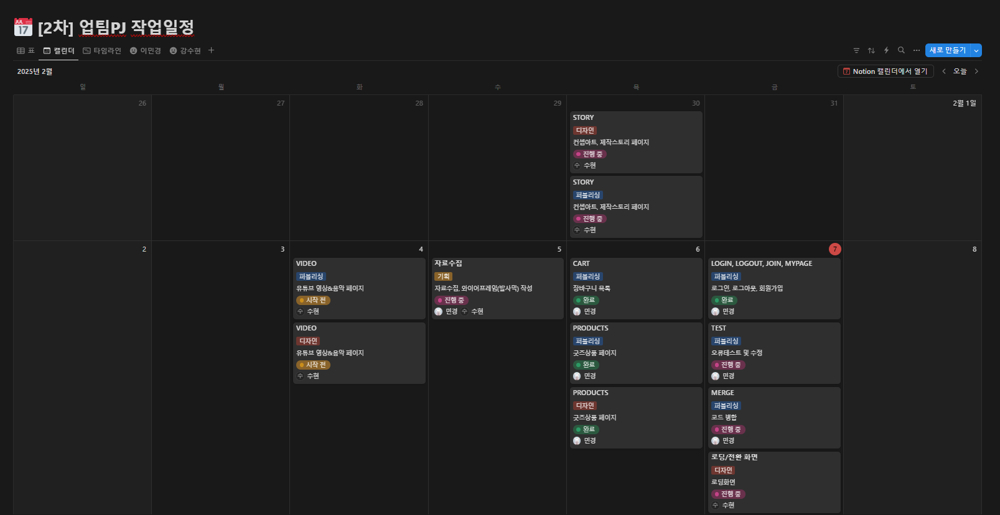 JUL
17
[2차] 업팀PJ 작업일정
표
캘린더
타임라인
이민경
강수현
새로 만들기
2025년 2월
Notion 캘린더에서 열기
오늘
일
월
화
수
목
금
토
26
27
28
29
30
31
2월 1일
STORY
디자인
컨셉아트, 제작스토리 페이지
진행 중
수 수현
STORY
퍼블리싱
컨셉아트, 제작스토리 페이지
진행 중
수 수현
2
3
4
5
6
7
8
VIDEO
퍼블리싱
유튜브 영상&음악 페이지
시작 전
수 수현
VIDEO
디자인
유튜브 영상&음악 페이지
시작 전
수 수현
자료수집
기획
자료수집, 와이어프레임(발사믹) 작성
진행 중
민경 수 수현
CART
퍼블리싱
장바구니 목록
완료
민경
PRODUCTS
퍼블리싱
굿즈상품 페이지
완료
민경
PRODUCTS
디자인
굿즈상품 페이지
완료
민경
LOGIN, LOGOUT, JOIN, MYPAGE
퍼블리싱
로그인, 로그아웃, 회원가입
완료
민경
TEST
퍼블리싱
오류테스트 및 수정
진행 중
민경
MERGE
퍼블리싱
코드 병합
진행 중
민경
로딩/전환 화면
디자인
로딩화면
진행 중
수 수현